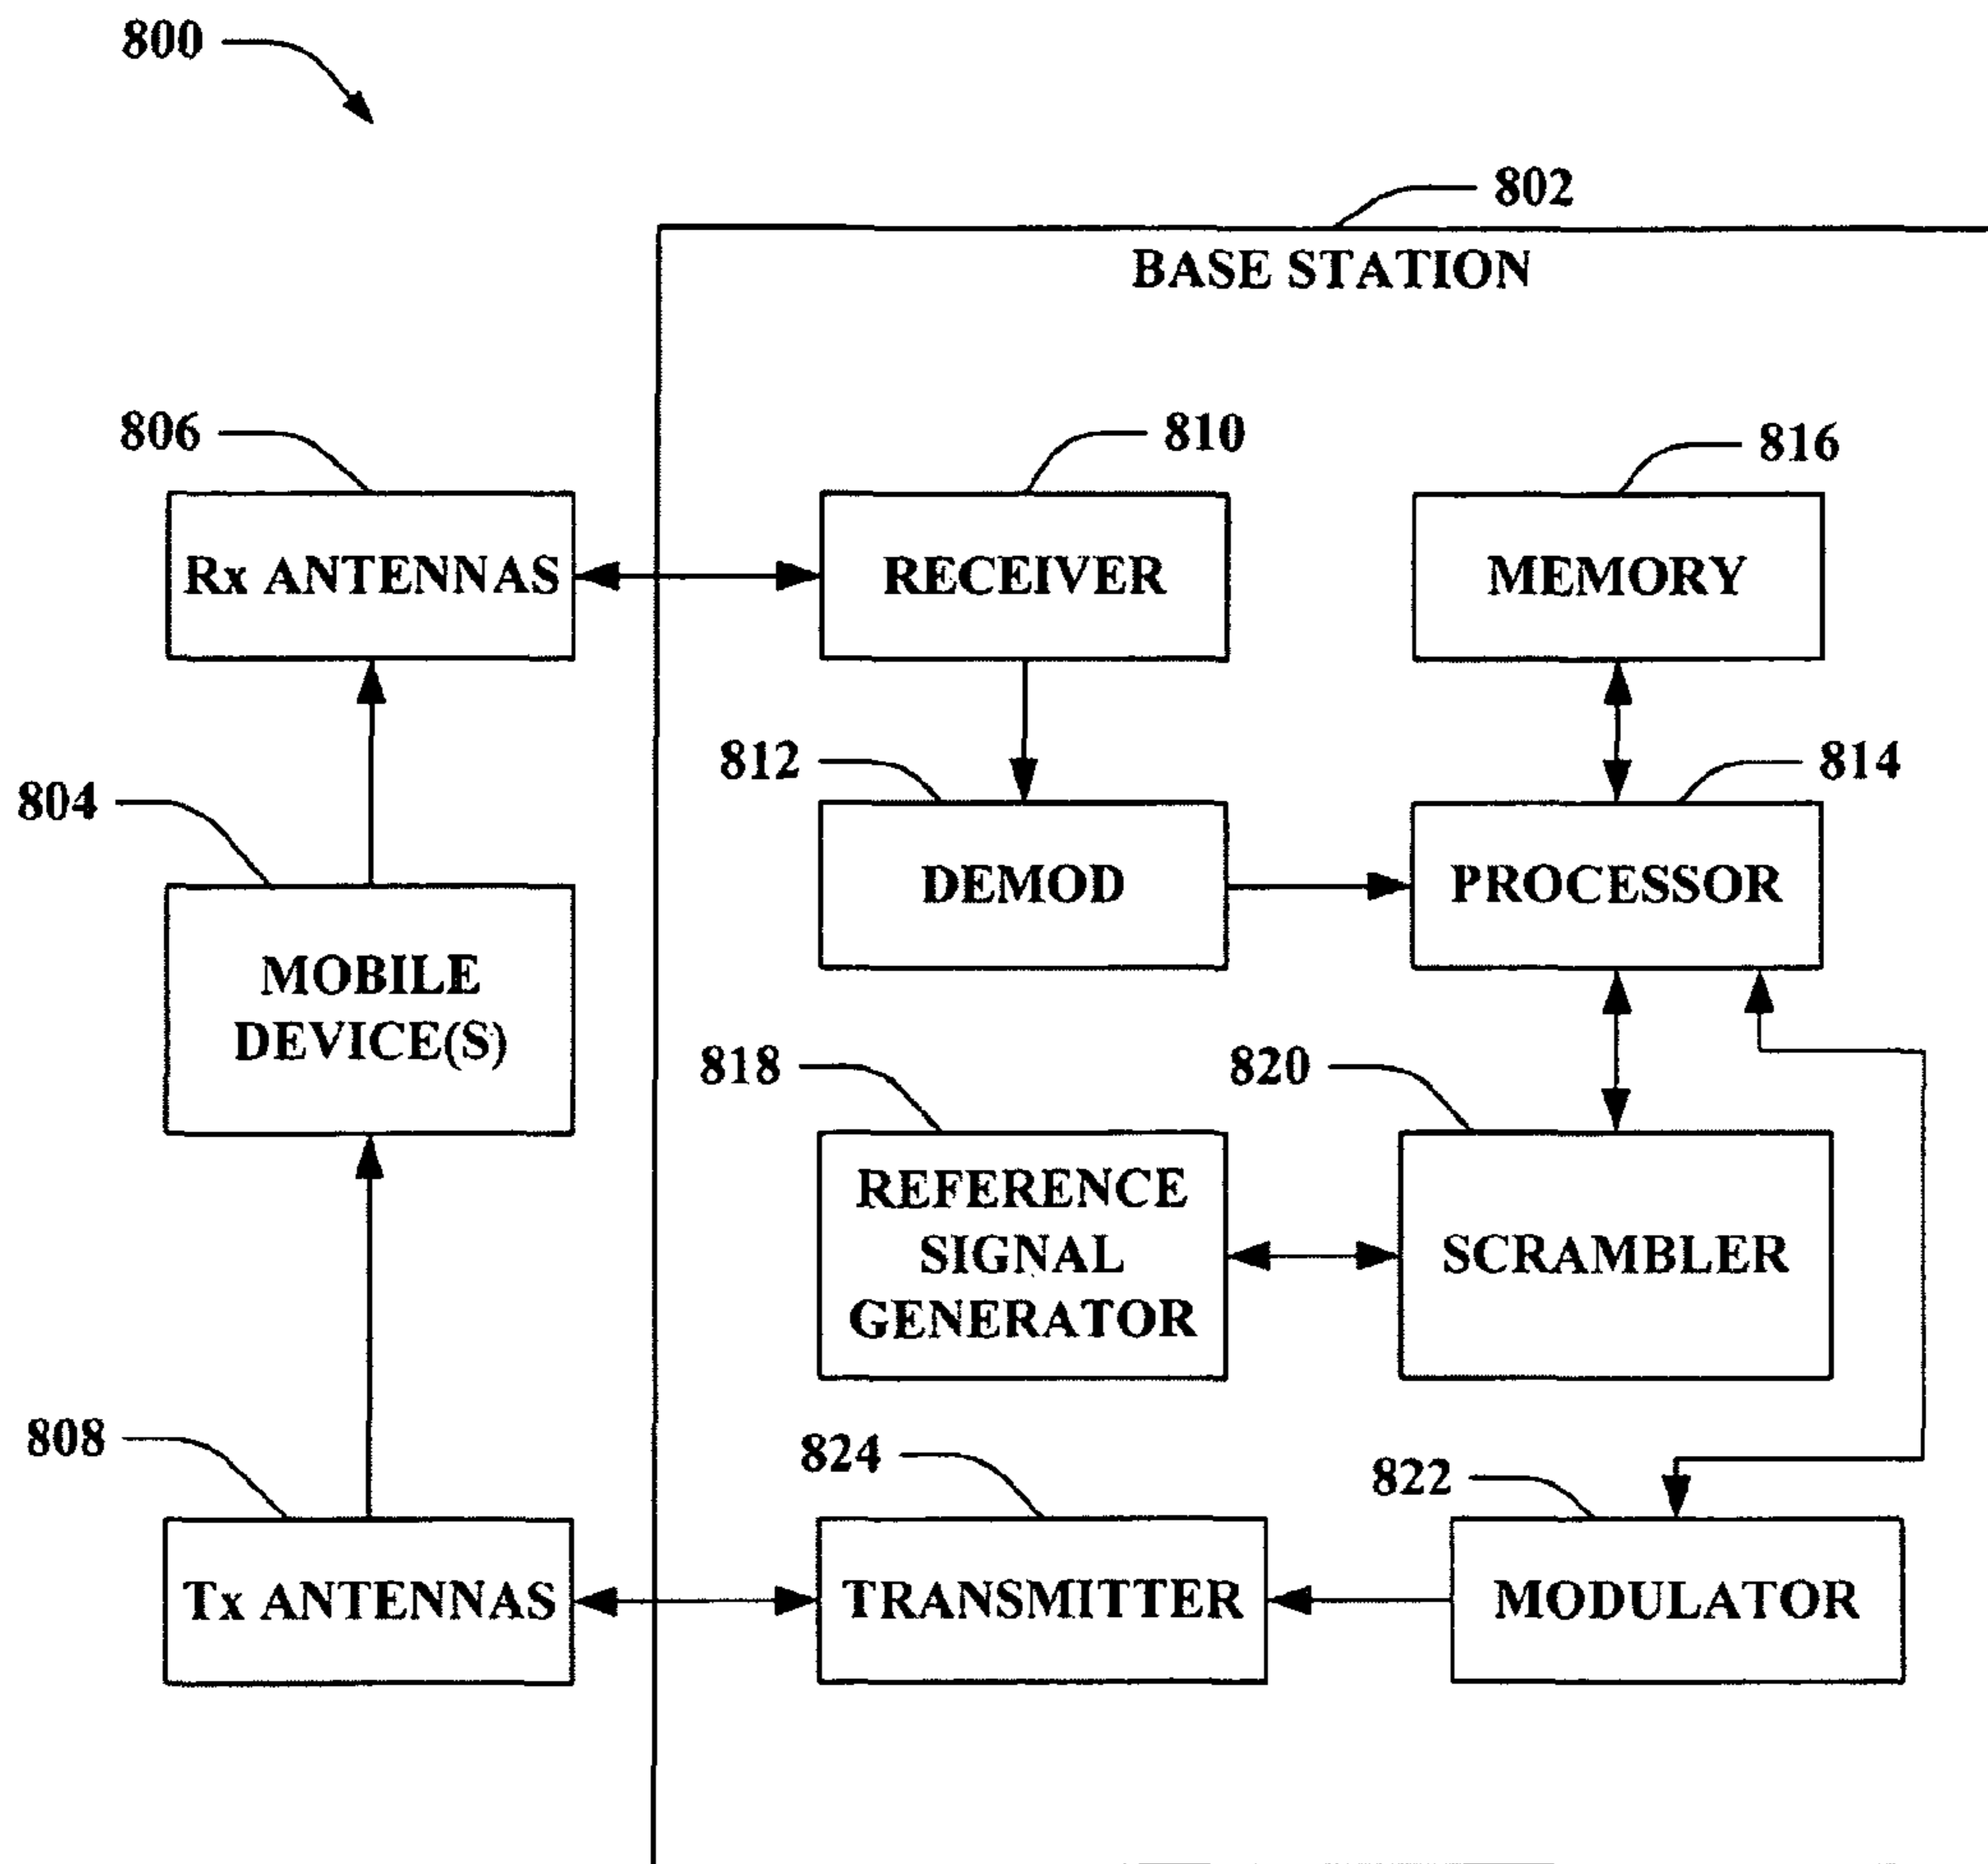 800
802
BASE STATION
806
810
816
Rx ANTENNAS
RECEIVER
MEMORY
812
814
804
DEMOD
PROCESSOR
MOBILE
DEVICE(S)
818
820
REFERENCE
SIGNAL
GENERATOR
SCRAMBLER
808
824
822
Tx ANTENNAS
TRANSMITTER
MODULATOR